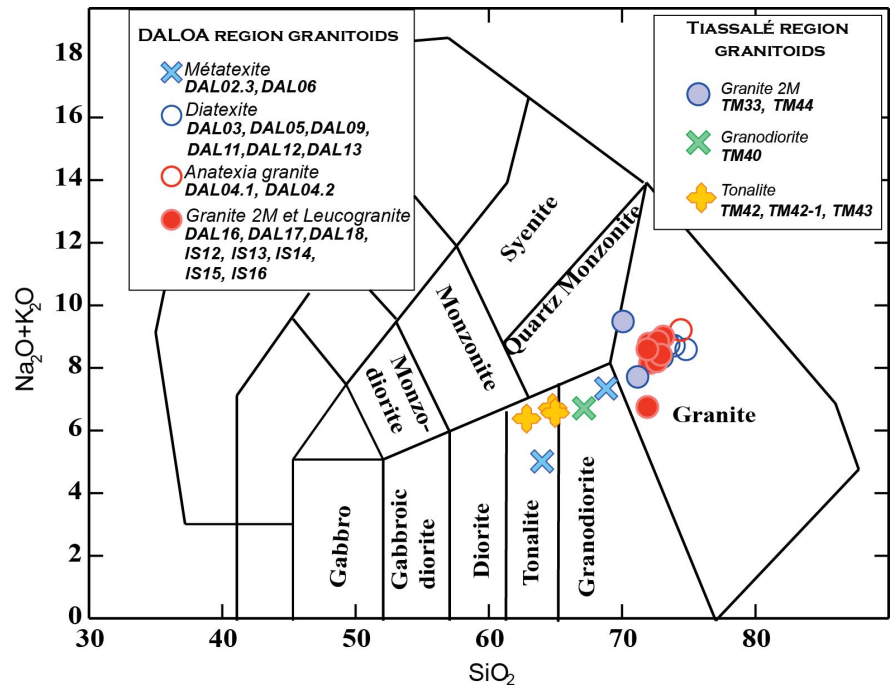 DALOA REGION GRANITOIDS
Métatexite
DAL02.3, DAL06
Diatexite
DAL03, DAL05, DAL09,
DAL11, DAL12, DAL13
Anatexia granite
DAL04.1, DAL04.2
Granite 2M et Leucogranite
DAL16, DAL17, DAL18,
IS12, IS13, IS14,
IS15, IS16
TIASSALÉ REGION
GRANITOIDS
Granite 2M
TM33, TM44
Granodiorite
TM40
Tonalite
TM42, TM42-1, TM43
18
16
14
12
10
8
6
4
2
0
Na2O+K2O
Syenite
Quartz Monzonite
Monzonite
Monzo-
diorite
Granite
Gabbro
Gabbroic
diorite
Diorite
Tonalite
Granodiorite
30
40
50
60
70
80
SiO2